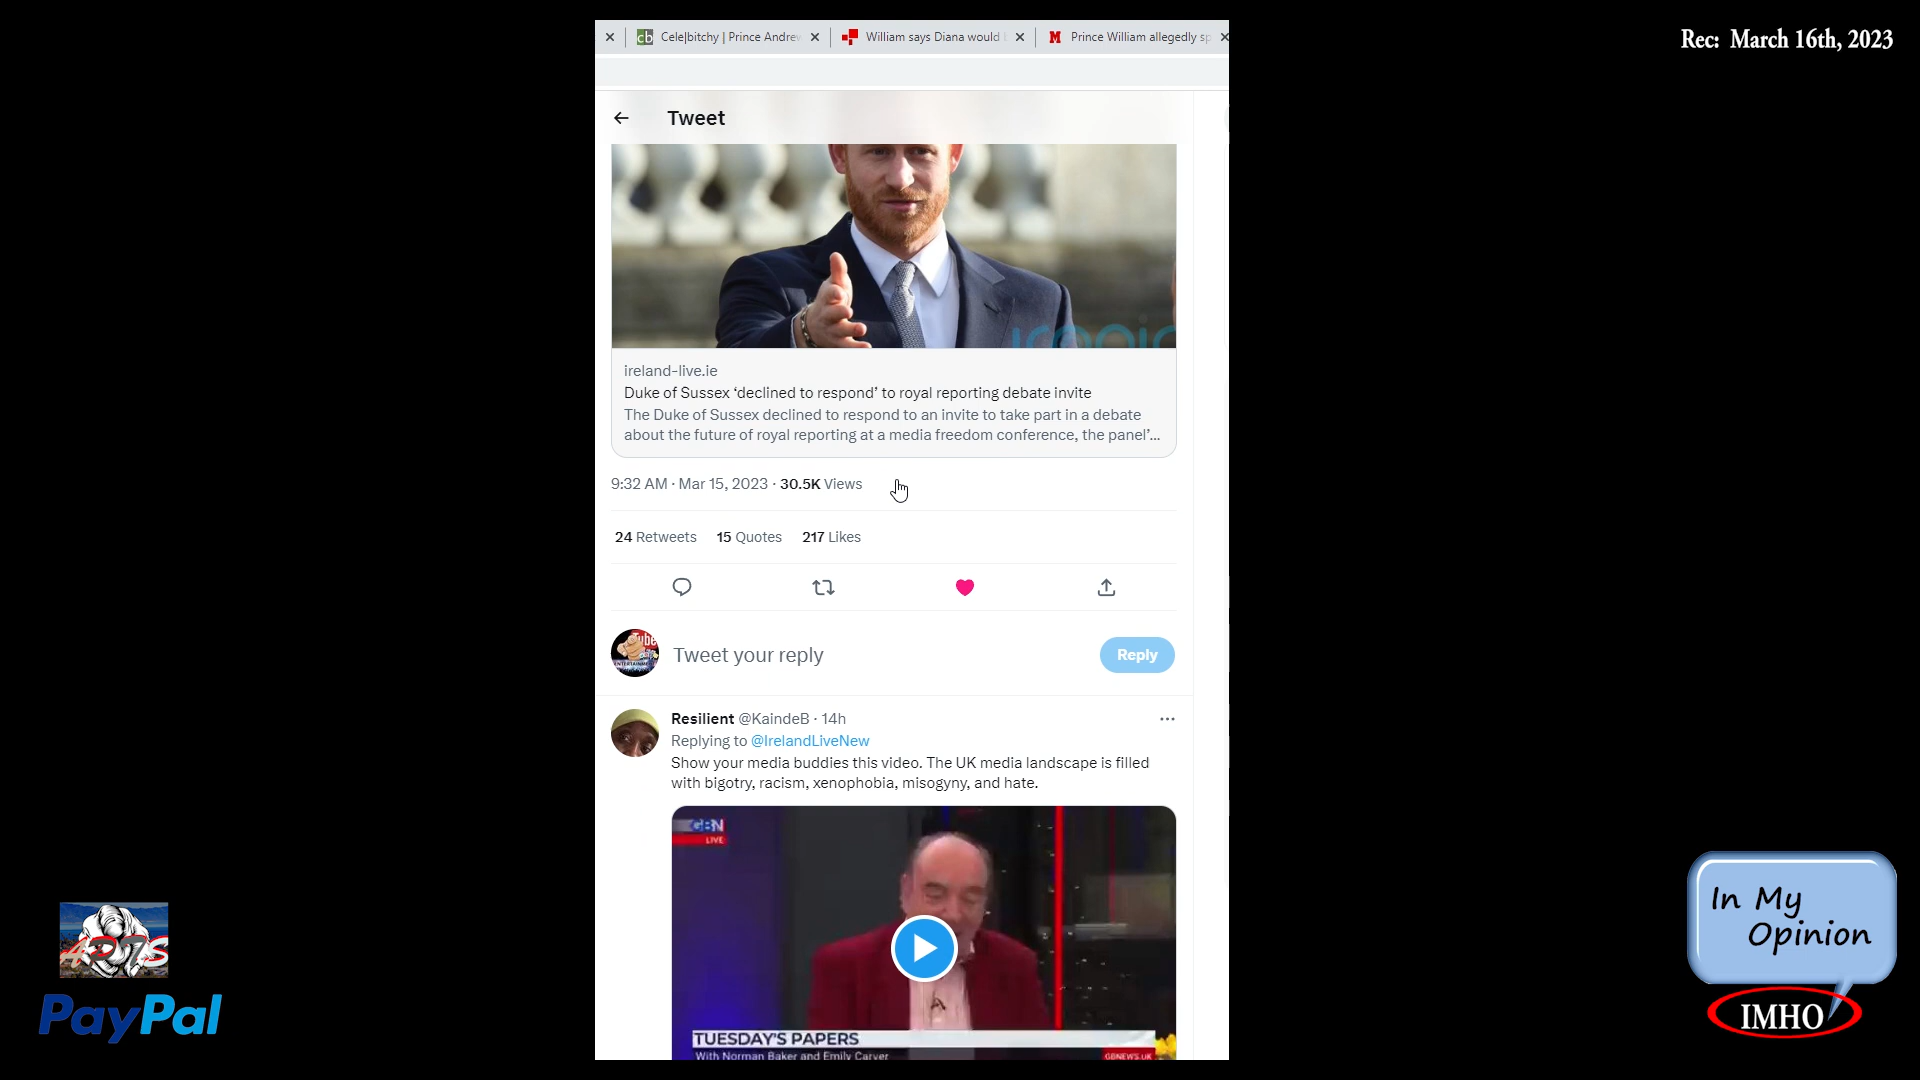 Cele|bitchy | Prince Andrew
William says Diana would
Prince William allegedly sp
Rec: March 16th, 2023
Tweet
iconic
ireland-live.ie
Duke of Sussex ‘declined to respond’ to royal reporting debate invite
The Duke of Sussex declined to respond to an invite to take part in a debate
about the future of royal reporting at a media freedom conference, the panel’...
9:32 AM · Mar 15, 2023 · 30.5K Views
24 Retweets 15 Quotes 217 Likes
Tweet your reply
Reply
Resilient @KaindeB · 14h
Replying to @IrelandLiveNew
Show your media buddies this video. The UK media landscape is filled
with bigotry, racism, xenophobia, misogyny, and hate.
GBN
LIVE
TUESDAY'S PAPERS
With Norman Baker and Emily Carver
GBNEWS.UK
PayPal
In My
Opinion
IMHO